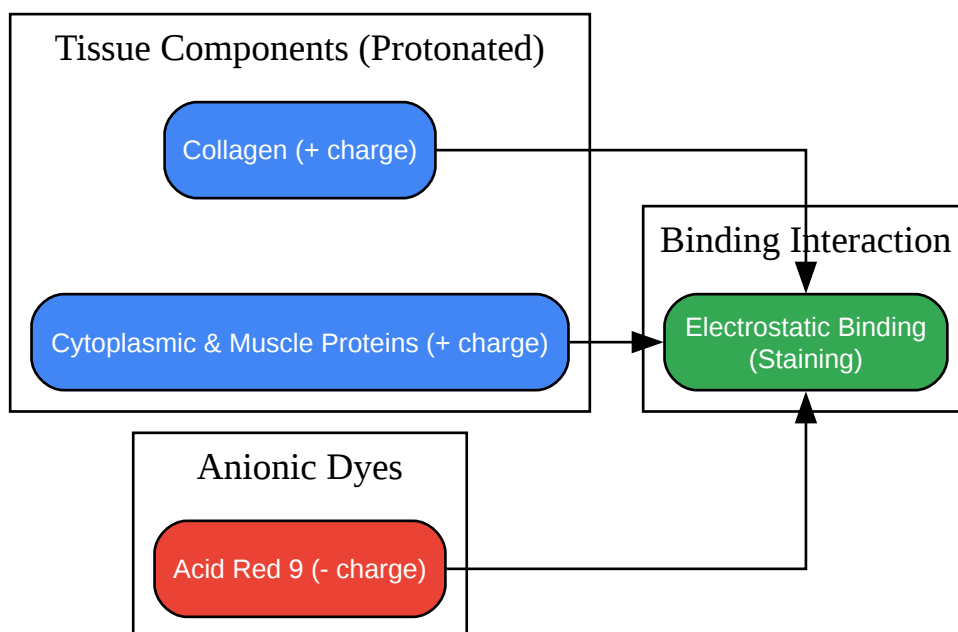 Tissue Components (Protonated)
Collagen (+ charge)
Cytoplasmic & Muscle Proteins (+ charge)
Binding Interaction
Electrostatic Binding
(Staining)
Anionic Dyes
Acid Red 9 (- charge)